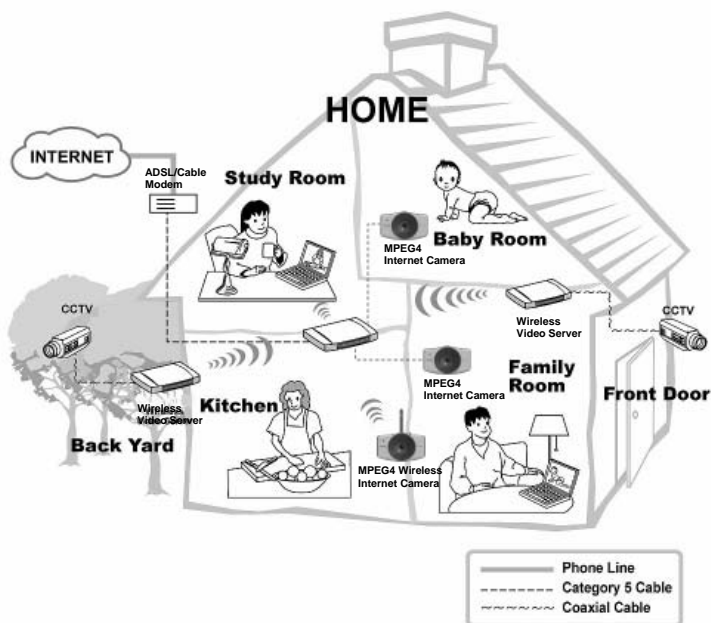 HOME
INTERNET
ADSL/Cable
Modem
Study Room
MPEG4
Internet Camera
Baby Room
CCTV
Wireless
Video Server
CCTV
Wireless
Video Server
Back Yard
Kitchen
MPEG4
Internet Camera
Family
Room
Front Door
MPEG4 Wireless
Internet Camera
Phone Line
Category 5 Cable
Coaxial Cable